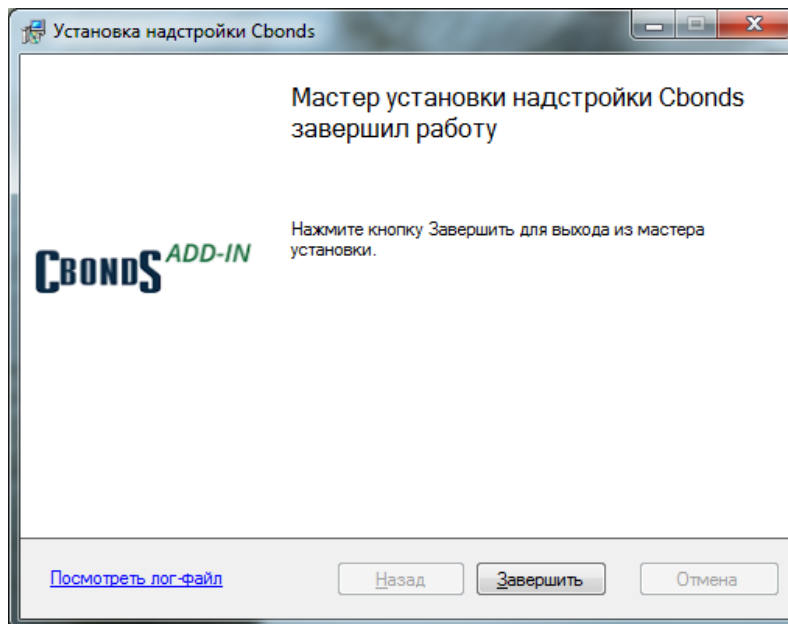 Установка надстройки Cbonds
Мастер установки надстройки Cbonds
завершил работу
Нажмите кнопку Завершить для выхода из мастера
установки.
CBONDS ADD-IN
Посмотреть лог-файл
Назад
Завершить
Отмена